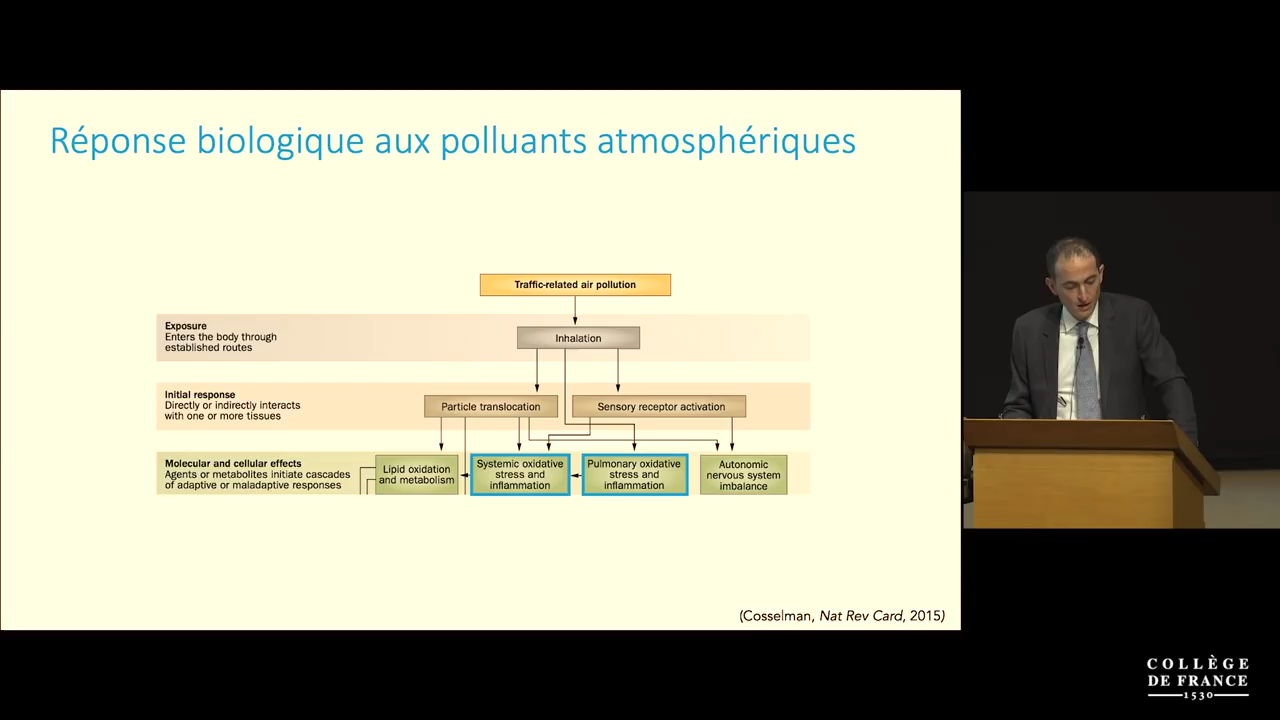 Réponse biologique aux polluants atmosphériques
Traffic-related air pollution
Exposure
Enters the body through
established routes
Inhalation
Initial response
Directly or indirectly interacts
with one or more tissues
Particle translocation
Sensory receptor activation
Molecular and cellular effects
Agents or metabolites initiate cascades
of adaptive or maladaptive responses
Lipid oxidation
and metabolism
Systemic oxidative
stress and
inflammation
Pulmonary oxidative
stress and
inflammation
Autonomic
nervous system
imbalance
(Cosselman, Nat Rev Card, 2015)
COLLÈGE
DE FRANCE
1530